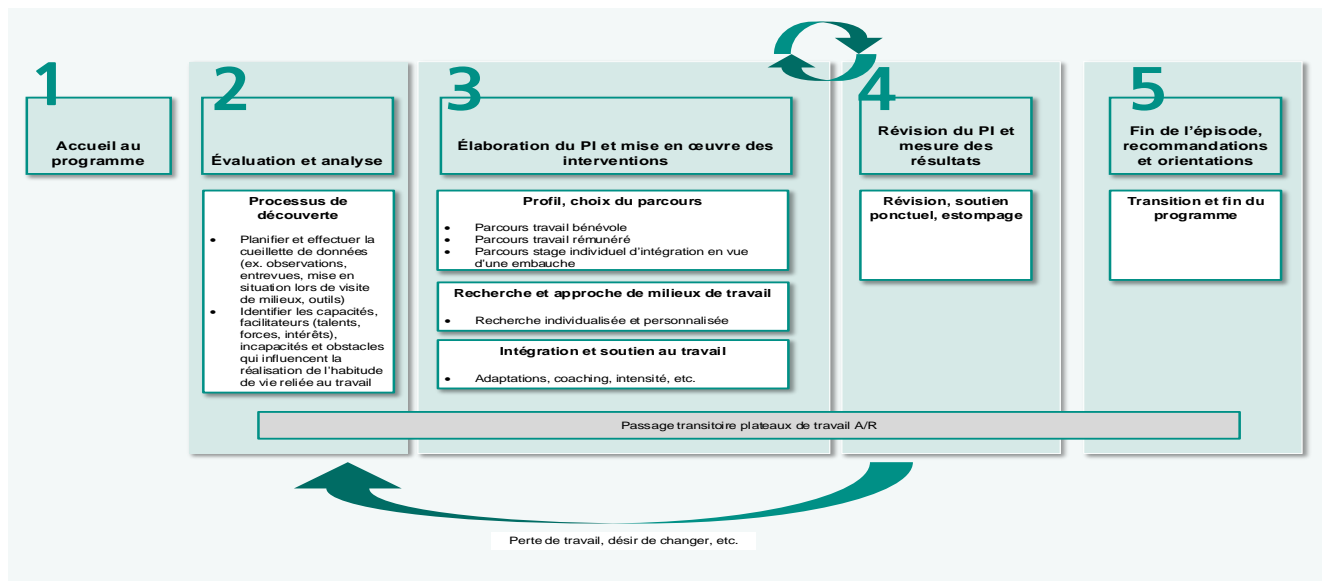 1
Accueil au
programme
2
Évaluation et analyse
Processus de
découverte
• Planifier et effectuer la
cueillette de données
(ex. observations,
entrevues, mise en
situation lors de visite
de milieux, outils)
• Identifier les capacités,
facilitateurs (talents,
forces, intérêts),
incapacités et obstacles
qui influencent la
réalisation de l'habitude
de vie reliée au travail
3
Élaboration du PI et mise en œuvre des
interventions
Profil, choix du parcours
• Parcours travail bénévole
• Parcours travail rémunéré
• Parcours stage individuel d'intégration en vue
d'une embauche
Recherche et approche de milieux de travail
• Recherche individualisée et personnalisée
Intégration et soutien au travail
• Adaptations, coaching, intensité, etc.
4
Révision du PI et
mesure des
résultats
Révision, soutien
ponctuel, estompage
5
Fin de l'épisode,
recommandations
et orientations
Transition et fin du
programme
Passage transitoire plateaux de travail A/R
Perte de travail, désir de changer, etc.